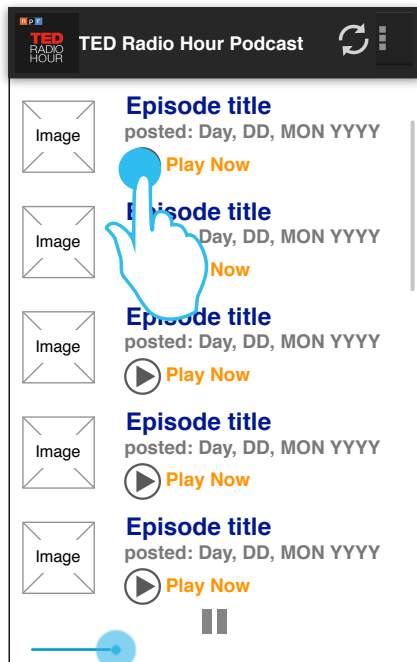 npr
TED
RADIO
HOUR
TED Radio Hour Podcast
Image
Episode title
posted: Day, DD, MON YYYY
Play Now
Image
Episode title
Day, DD, MON YYYY
Now
Image
Episode title
posted: Day, DD, MON YYYY
Play Now
Image
Episode title
posted: Day, DD, MON YYYY
Play Now
Image
Episode title
posted: Day, DD, MON YYYY
Play Now